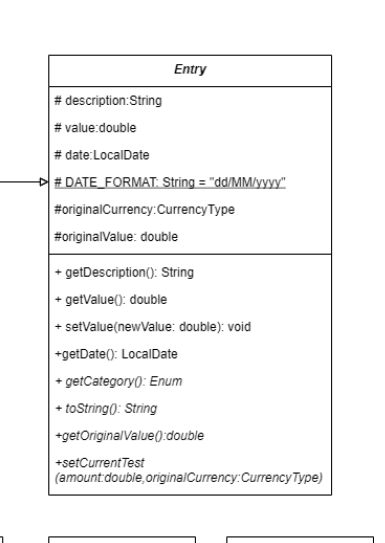 Entry
# description:String
# value:double
# date:LocalDate
# DATE_FORMAT: String = "dd/MM/yyyy"
#originalCurrency:CurrencyType
#originalValue: double
+ getDescription(): String
+ getValue(): double
+ setValue(newValue: double): void
+getDate(): LocalDate
+ getCategory(): Enum
+ toString(): String
+getOriginalValue():double
+setCurrentTest
(amount:double,originalCurrency:CurrencyType)